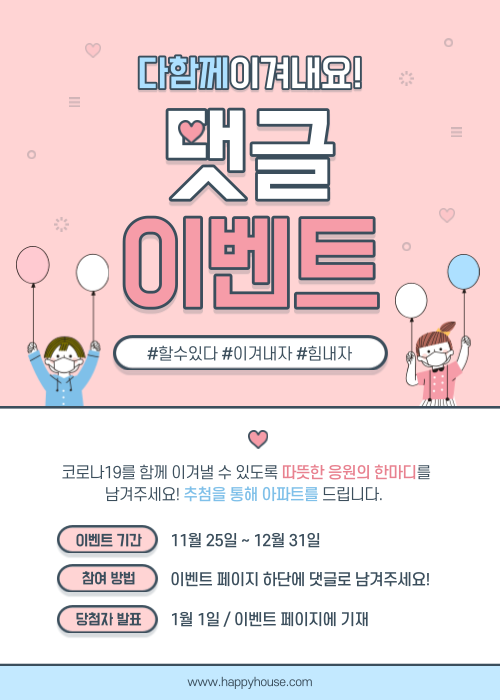 다함께이겨내요!
댓글
이벤트
#할수있다 #이겨내자 #힘내자
코로나19를 함께 이겨낼 수 있도록 따뜻한 응원의 한마디를
남겨주세요! 추첨을 통해 아파트를 드립니다.
이벤트 기간 11월 25일 ~ 12월 31일
참여 방법 이벤트 페이지 하단에 댓글로 남겨주세요!
당첨자 발표 1월 1일 / 이벤트 페이지에 기재
www.happyhouse.com